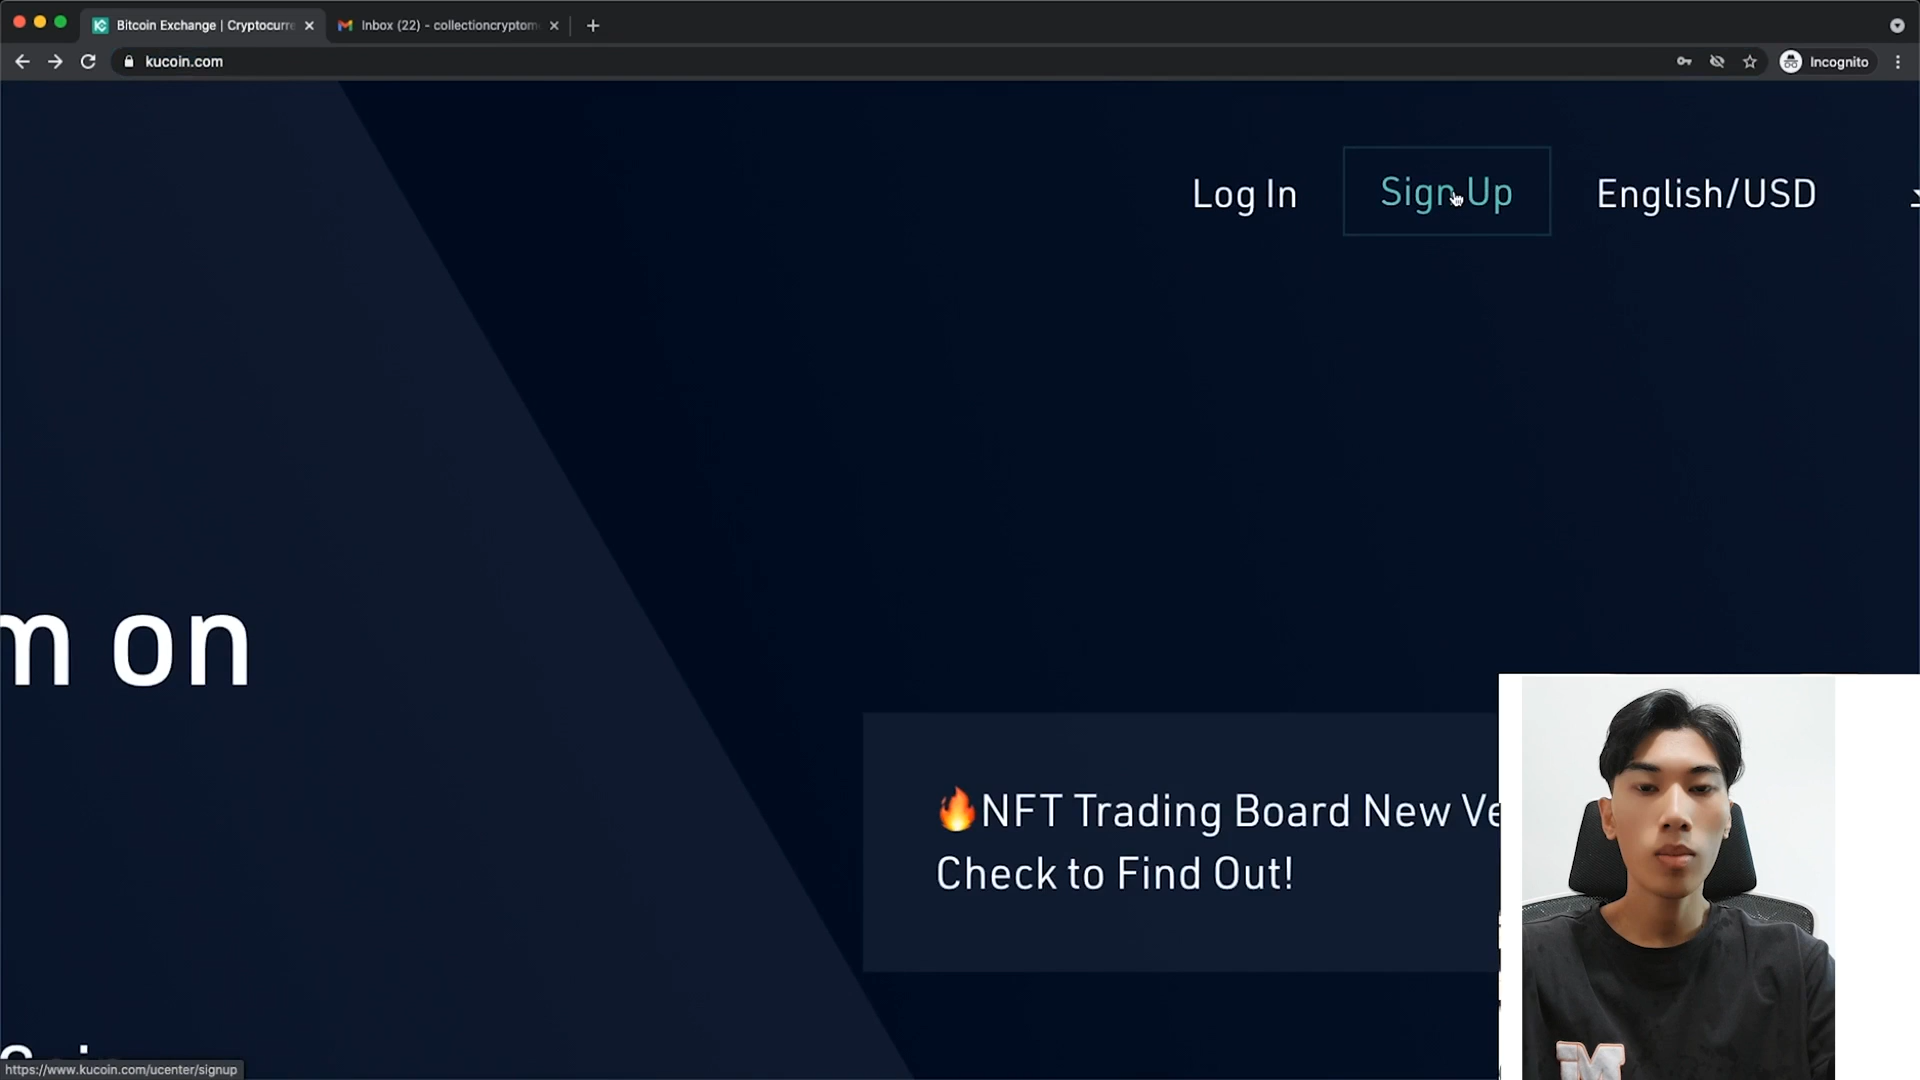 Bitcoin Exchange | Cryptocurre
Inbox (22) - collectioncryptom
kucoin.com
Incognito
Log In
Sign Up
English/USD
m on
🔥NFT Trading Board New Ve
Check to Find Out!
https://www.kucoin.com/ucenter/signup